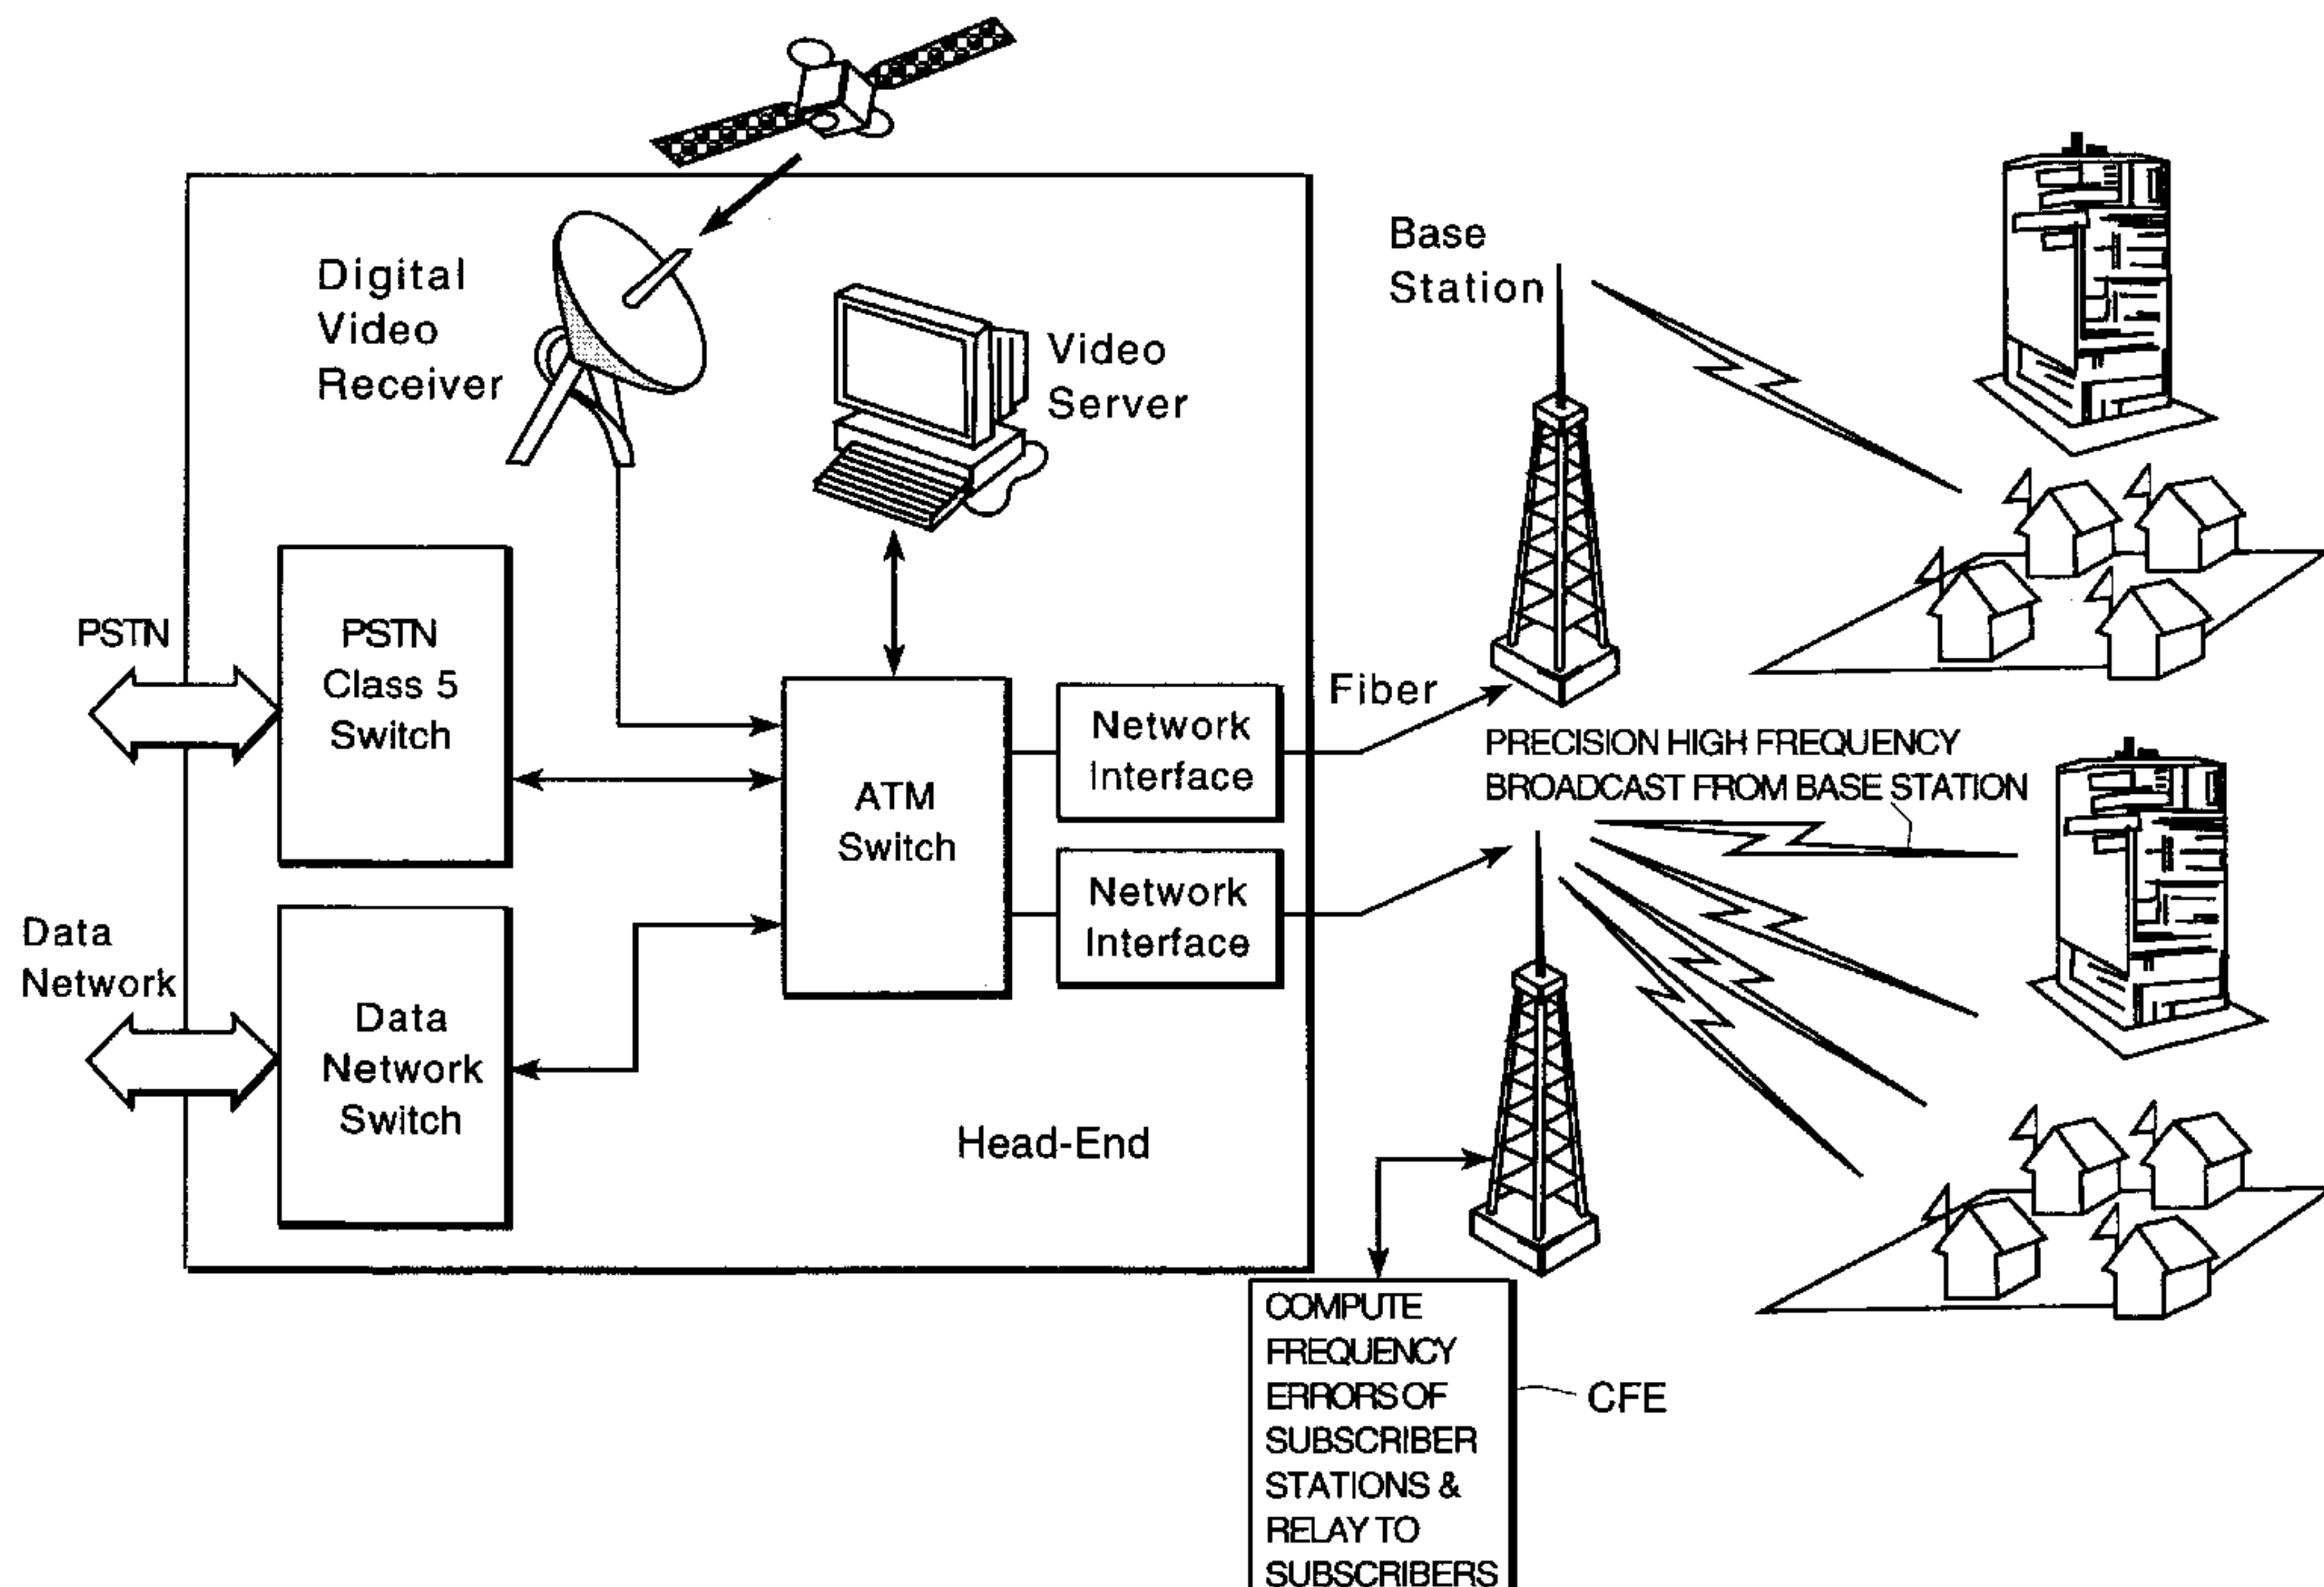 Digital
Video
Receiver
Video
Server
Base
Station
PSTN
PSTN
Class 5
Switch
Fiber
Network
Interface
ATM
Switch
PRECISION HIGH FREQUENCY
BROADCAST FROM BASE STATION
Network
Interface
Data
Network
Data
Network
Switch
Head-End
COMPUTE
FREQUENCY
ERRORS OF
SUBSCRIBER
STATIONS &
RELAY TO
SUBSCRIBERS
CFE